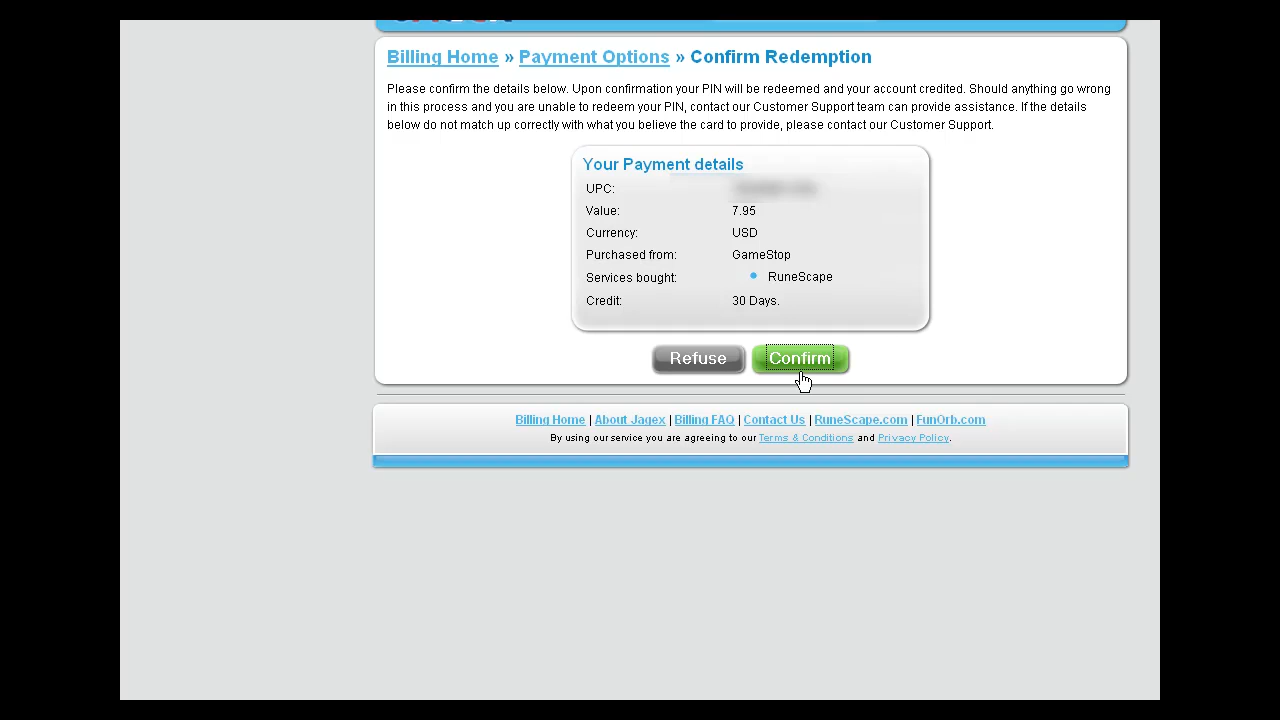 Billing Home » Payment Options » Confirm Redemption
Please confirm the details below. Upon confirmation your PIN will be redeemed and your account credited. Should anything go wrong
in this process and you are unable to redeem your PIN, contact our Customer Support team can provide assistance. If the details
below do not match up correctly with what you believe the card to provide, please contact our Customer Support.
Your Payment details
UPC:
Value: 7.95
Currency: USD
Purchased from: GameStop
Services bought: • RuneScape
Credit: 30 Days.
Refuse Confirm
Billing Home | About Jagex | Billing FAQ | Contact Us | RuneScape.com | FunOrb.com
By using our service you are agreeing to our Terms & Conditions and Privacy Policy.